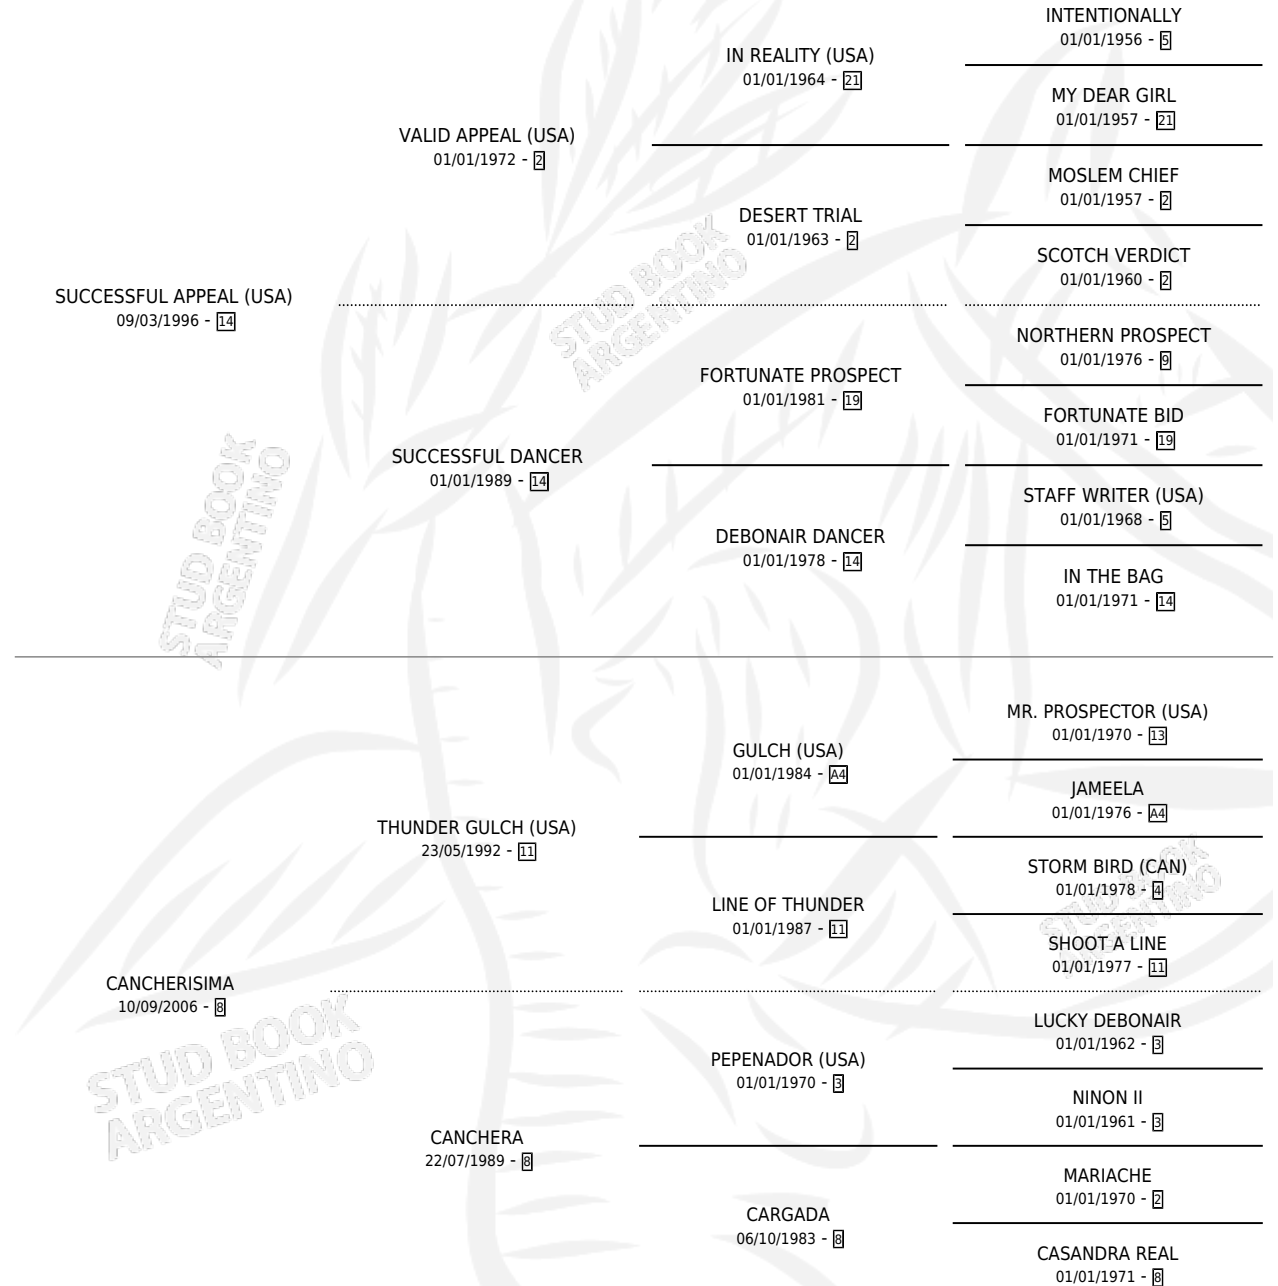 INTENTIONALLY
01/01/1956 - 5
IN REALITY (USA)
01/01/1964 - 21
MY DEAR GIRL
01/01/1957 - 21
VALID APPEAL (USA)
01/01/1972 - 2
MOSLEM CHIEF
01/01/1957 - 2
DESERT TRIAL
01/01/1963 - 2
SCOTCH VERDICT
01/01/1960 - 2
SUCCESSFUL APPEAL (USA)
09/03/1996 - 14
NORTHERN PROSPECT
01/01/1976 - 9
FORTUNATE PROSPECT
01/01/1981 - 19
FORTUNATE BID
01/01/1971 - 19
SUCCESSFUL DANCER
01/01/1989 - 14
STAFF WRITER (USA)
01/01/1968 - 5
DEBONAIR DANCER
01/01/1978 - 14
IN THE BAG
01/01/1971 - 14
STUD BOOK
ARGENTINO
STUD BOOK
ARGENTINO
MR. PROSPECTOR (USA)
01/01/1970 - 13
GULCH (USA)
01/01/1984 - A4
JAMEELA
01/01/1976 - A4
THUNDER GULCH (USA)
23/05/1992 - 11
STORM BIRD (CAN)
01/01/1978 - 4
LINE OF THUNDER
01/01/1987 - 11
SHOOT A LINE
01/01/1977 - 11
CANCHERISIMA
10/09/2006 - 8
LUCKY DEBONAIR
01/01/1962 - 3
PEPENADOR (USA)
01/01/1970 - 3
NINON II
01/01/1961 - 3
CANCHERA
22/07/1989 - 8
MARIACHE
01/01/1970 - 2
CARGADA
06/10/1983 - 8
CASANDRA REAL
01/01/1971 - 8
STUD BOOK
ARGENTINO
STUD BOOK
ARGENTINO